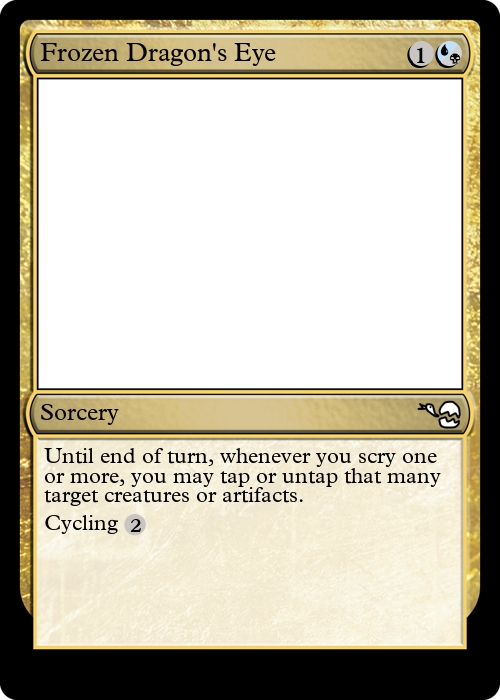 Frozen Dragon's Eye 1
Sorcery
Until end of turn, whenever you scry one
or more, you may tap or untap that many
target creatures or artifacts.
Cycling 2